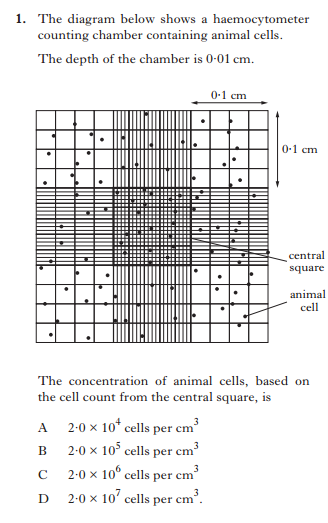 1. The diagram below shows a haemocytometer
counting chamber containing animal cells.
The depth of the chamber is 0·01 cm.
0·1 cm
0·1 cm
central
square
animal
cell
The concentration of animal cells, based on
the cell count from the central square, is
A 2·0 × 10⁴ cells per cm³
B 2·0 × 10⁵ cells per cm³
C 2·0 × 10⁶ cells per cm³
D 2·0 × 10⁷ cells per cm³.